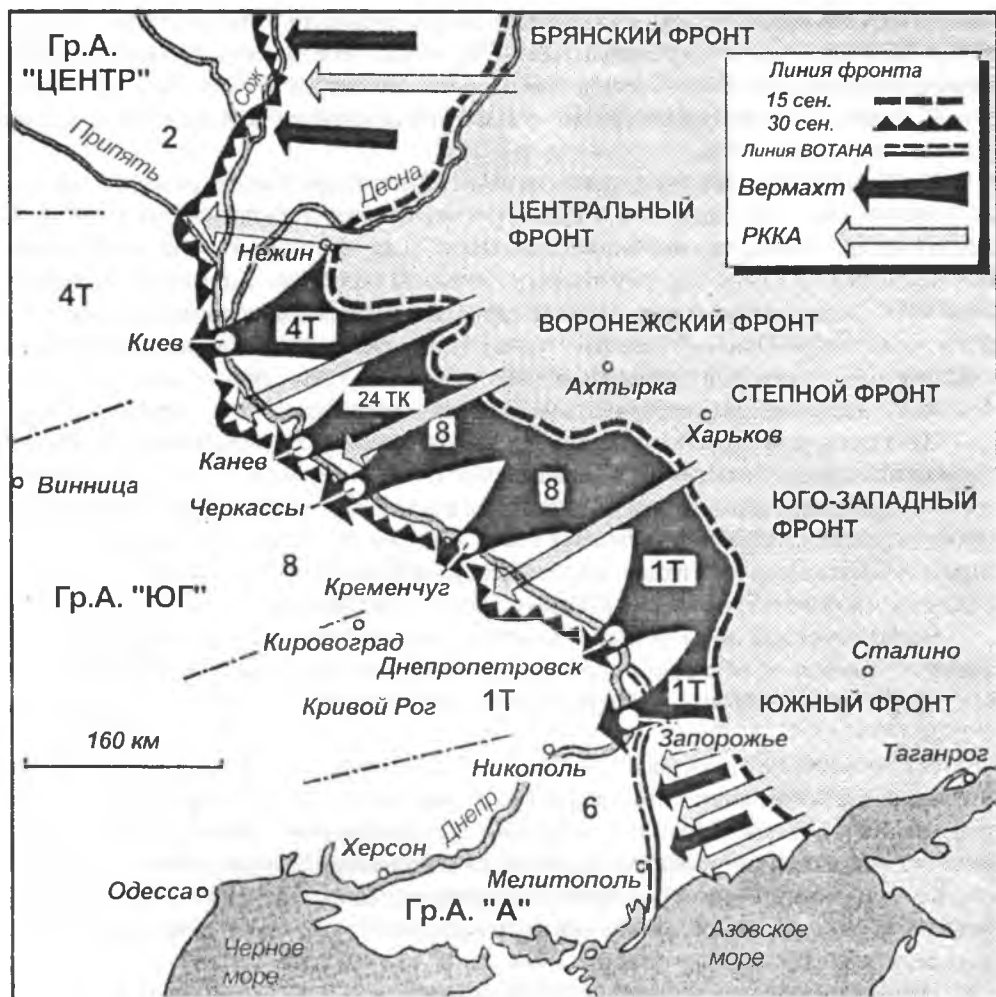 Гр.А.
"ЦЕНТР"
БРЯНСКИЙ ФРОНТ
Линия фронта
15 сен.
30 сен.
Линия ВОТАНА
Вермахт
РККА
Сож
2
Припять
Десна
ЦЕНТРАЛЬНЫЙ
ФРОНТ
Нежин
4Т
4Т
Киев
ВОРОНЕЖСКИЙ ФРОНТ
Ахтырка
СТЕПНОЙ ФРОНТ
24 ТК
8
Харьков
Канев
Винница
Черкассы
8
ЮГО-ЗАПАДНЫЙ
ФРОНТ
8
Кременчуг
1Т
Гр.А. "ЮГ"
Кировоград
Днепропетровск
Сталино
1Т
ЮЖНЫЙ ФРОНТ
Кривой Рог
1Т
160 км
Запорожье
Таганрог
Никополь
6
Днепр
Херсон
Мелитополь
Одесса
Гр.А. "А"
Черное
море
Азовское
море